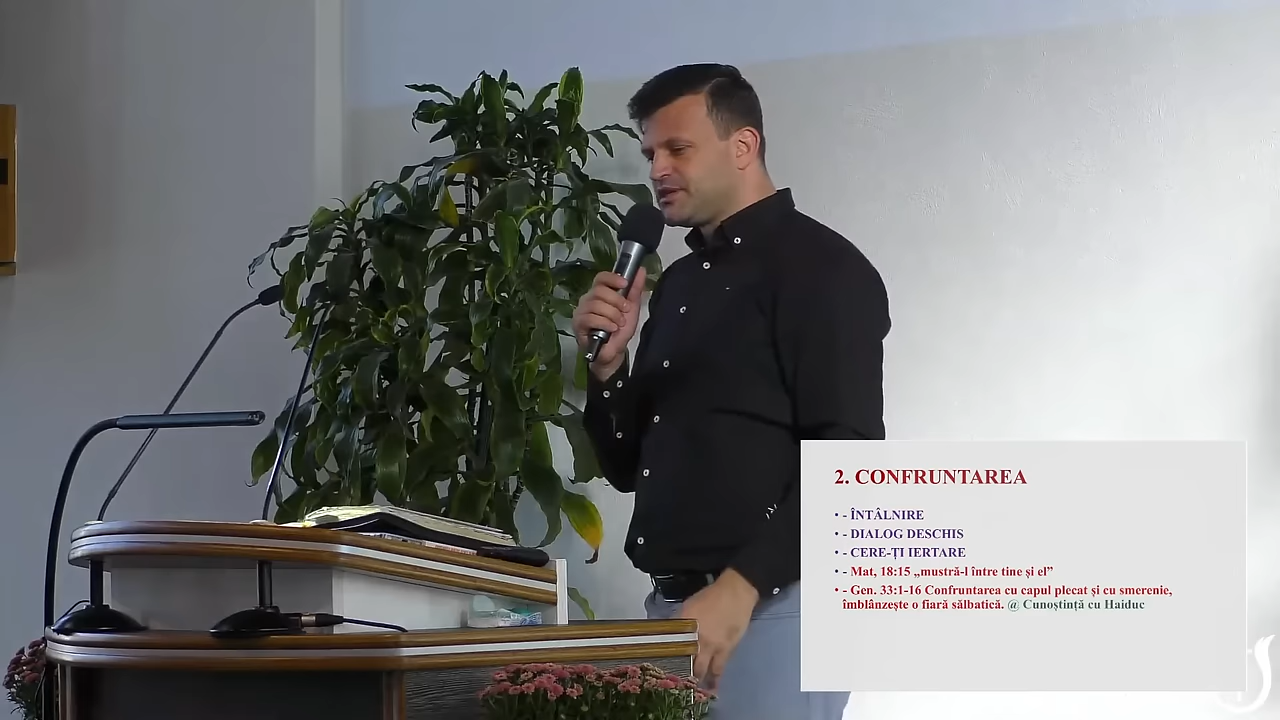 2. CONFRUNTAREA
• - ÎNTÂLNIRE
• - DIALOG DESCHIS
• - CERE-ȚI IERTARE
• - Mat, 18:15 „mustră-l între tine și el”
• - Gen. 33:1-16 Confruntarea cu capul plecat și cu smerenie,
îmblânzește o fiară sălbatică. @ Cunoștință cu Haiduc